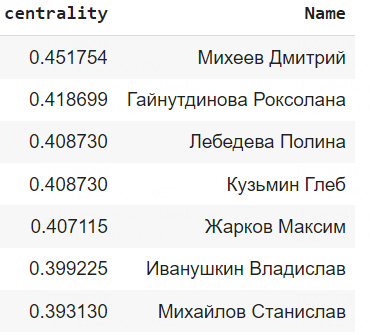 centrality Name
0.451754 Михеев Дмитрий
0.418699 Гайнутдинова Роксолана
0.408730 Лебедева Полина
0.408730 Кузьмин Глеб
0.407115 Жарков Максим
0.399225 Иванушкин Владислав
0.393130 Михайлов Станислав